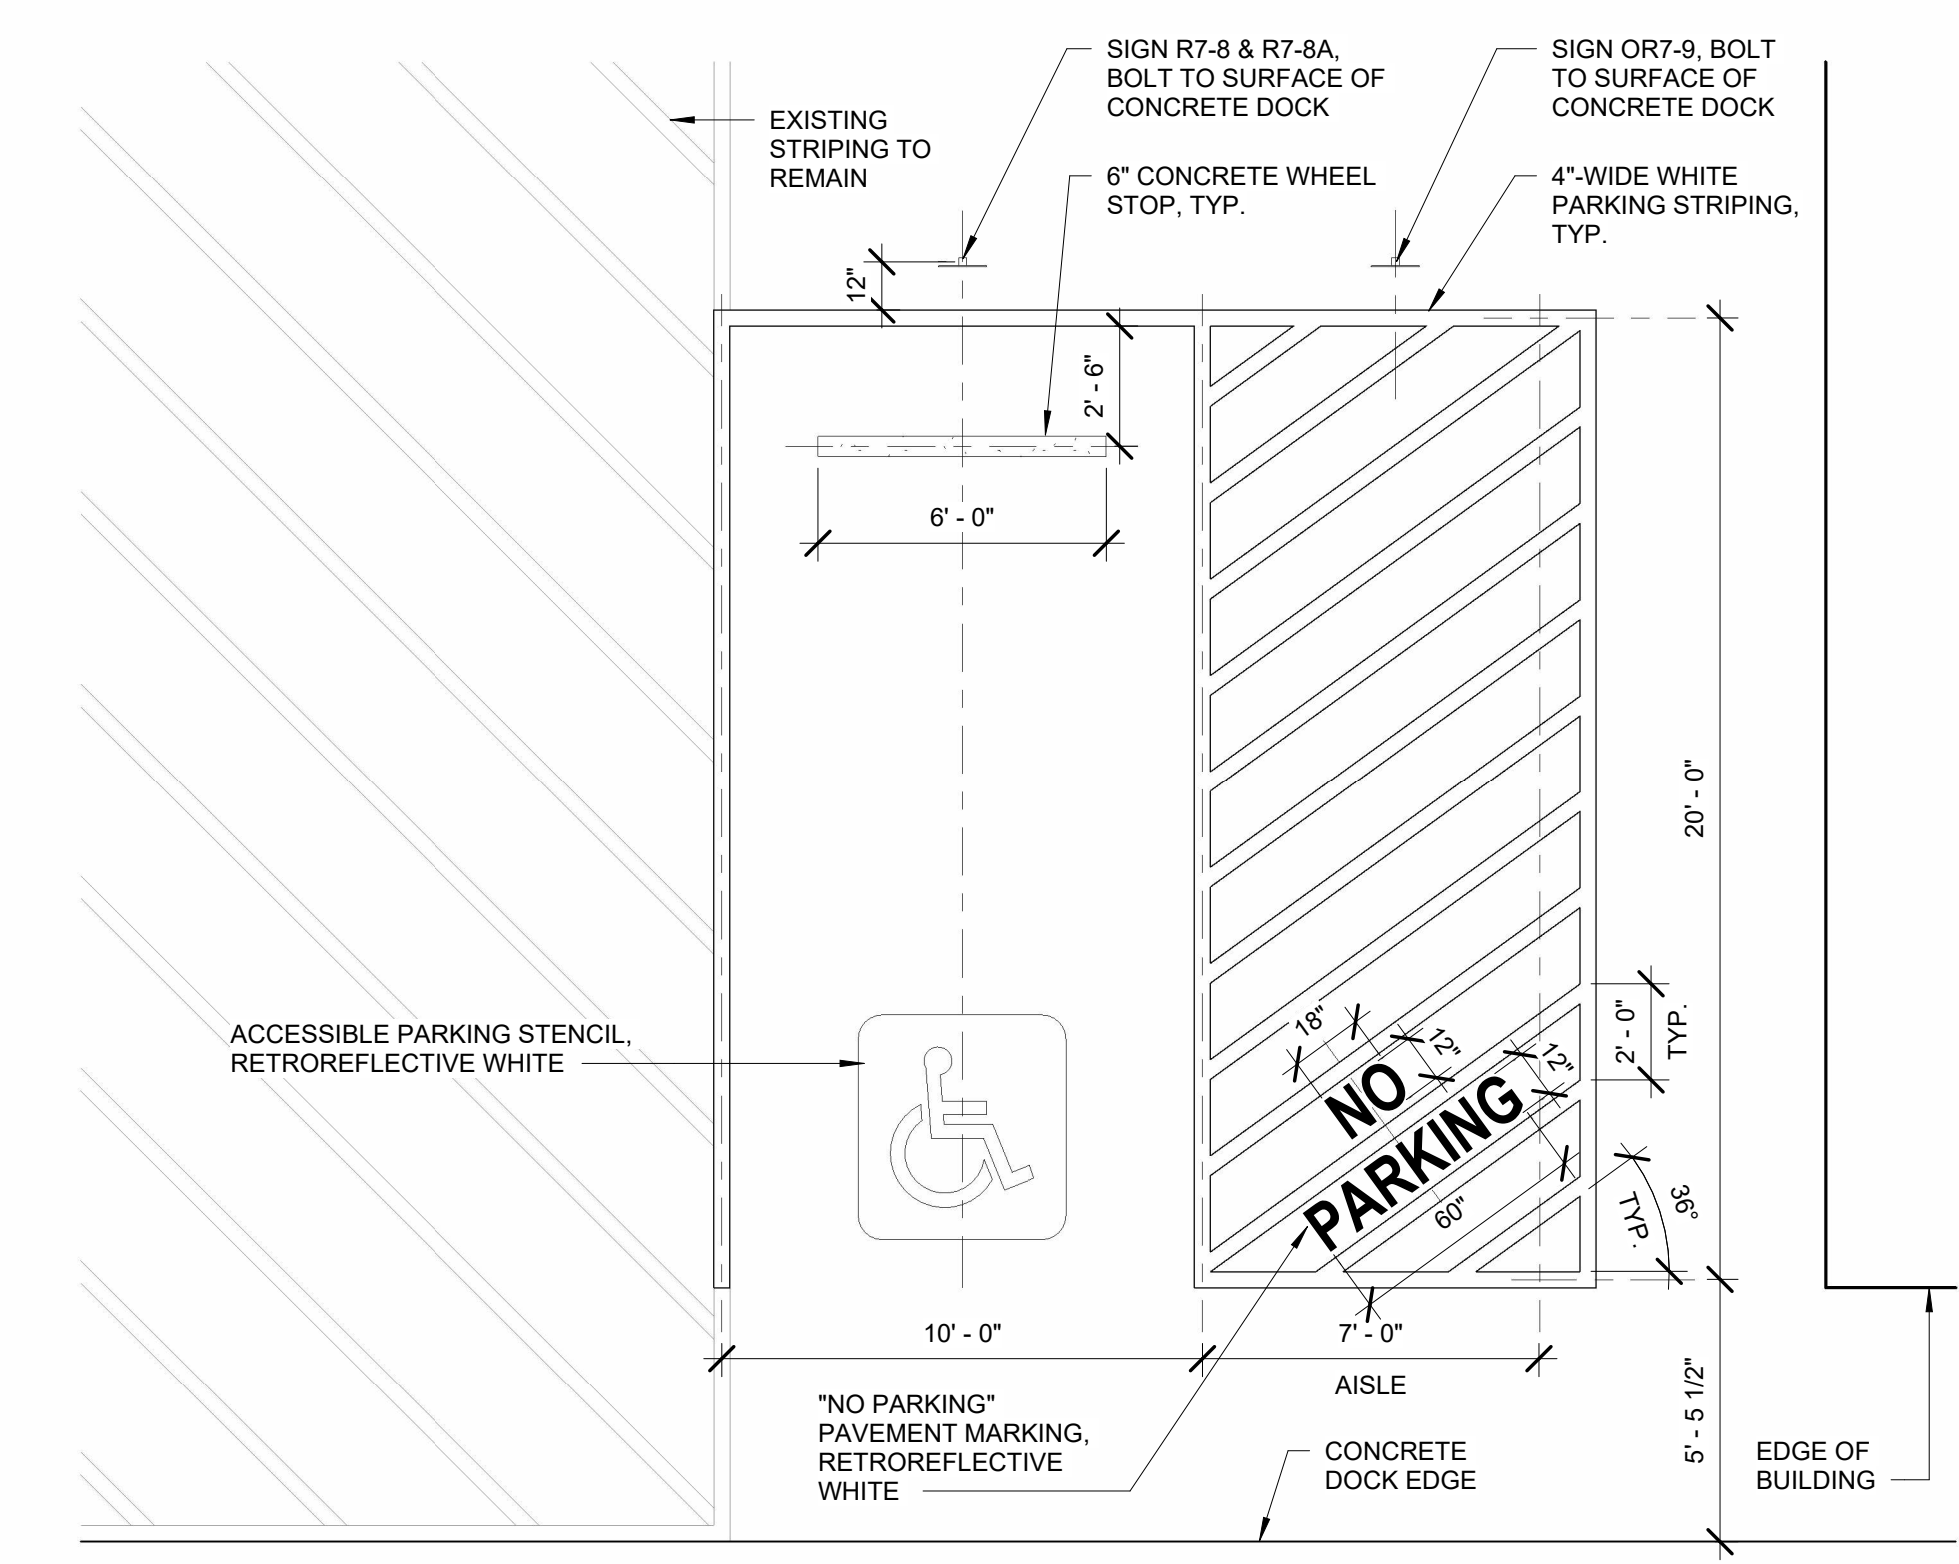 SIGN R7-8 & R7-8A,
BOLT TO SURFACE OF
CONCRETE DOCK
SIGN OR7-9, BOLT
TO SURFACE OF
CONCRETE DOCK
EXISTING
STRIPING TO
REMAIN
6" CONCRETE WHEEL
STOP, TYP.
4"-WIDE WHITE
PARKING STRIPING,
TYP.
12"
2' - 6"
6' - 0"
20' - 0"
ACCESSIBLE PARKING STENCIL,
RETROREFLECTIVE WHITE
18"
12"
12"
2' - 0"
TYP.
NO
PARKING
60"
36°
TYP.
10' - 0"
7' - 0"
AISLE
"NO PARKING"
PAVEMENT MARKING,
RETROREFLECTIVE
WHITE
CONCRETE
DOCK EDGE
5' - 5 1/2"
EDGE OF
BUILDING